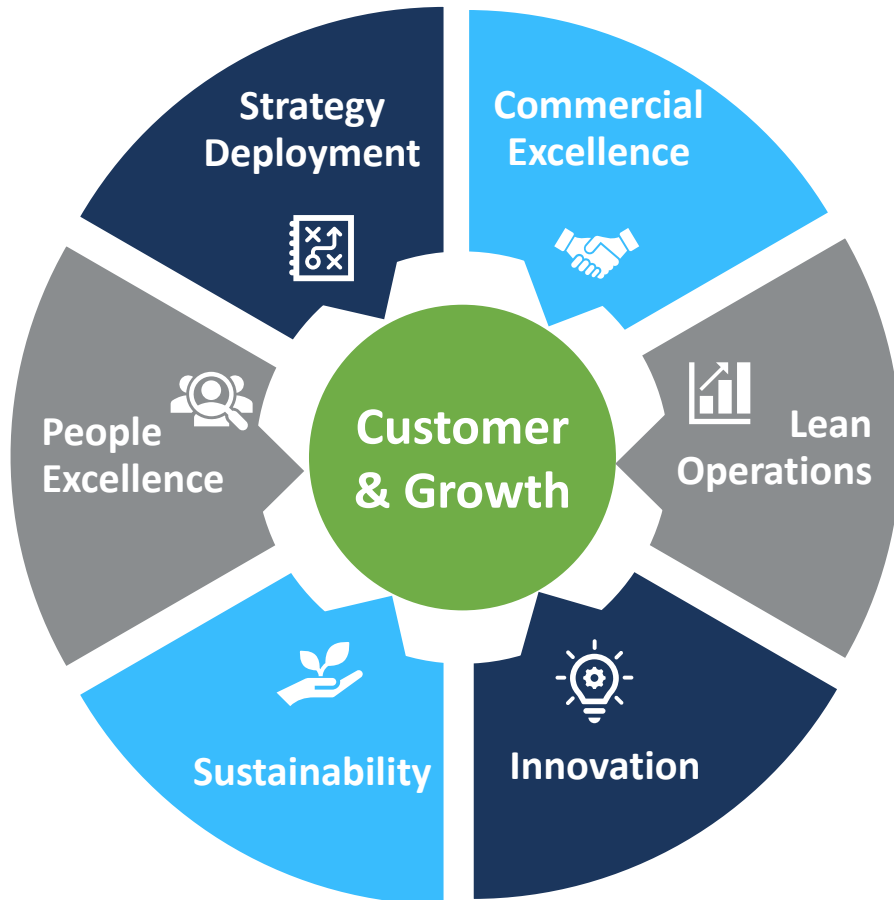 Strategy
Deployment
Commercial
Excellence
People
Excellence
Customer
& Growth
Lean
Operations
Sustainability
Innovation